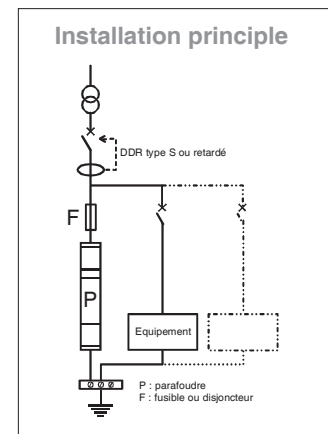 Installation principle
DDR type S ou retardé
F
P
Equipement
P : parafoudre
F : fusible ou disjoncteur